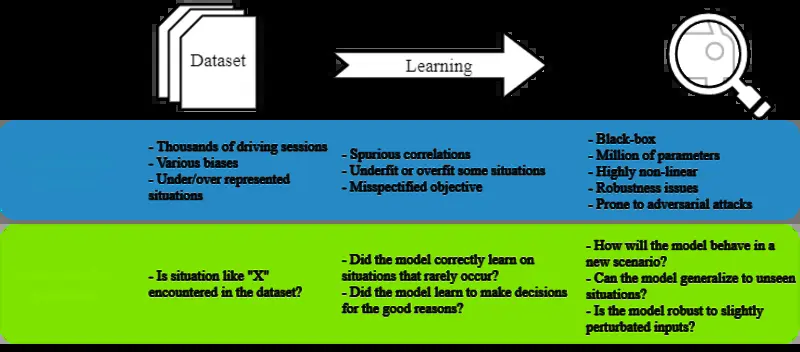 Dataset
Learning
- Thousands of driving sessions
- Various biases
- Under/over represented
situations
- Spurious correlations
- Underfit or overfit some situations
- Misspectified objective
- Black-box
- Million of parameters
- Highly non-linear
- Robustness issues
- Prone to adversarial attacks
- Is situation like "X"
encountered in the dataset?
- Did the model correctly learn on
situations that rarely occur?
- Did the model learn to make decisions
for the good reasons?
- How will the model behave in a
new scenario?
- Can the model generalize to unseen
situations?
- Is the model robust to slightly
perturbated inputs?